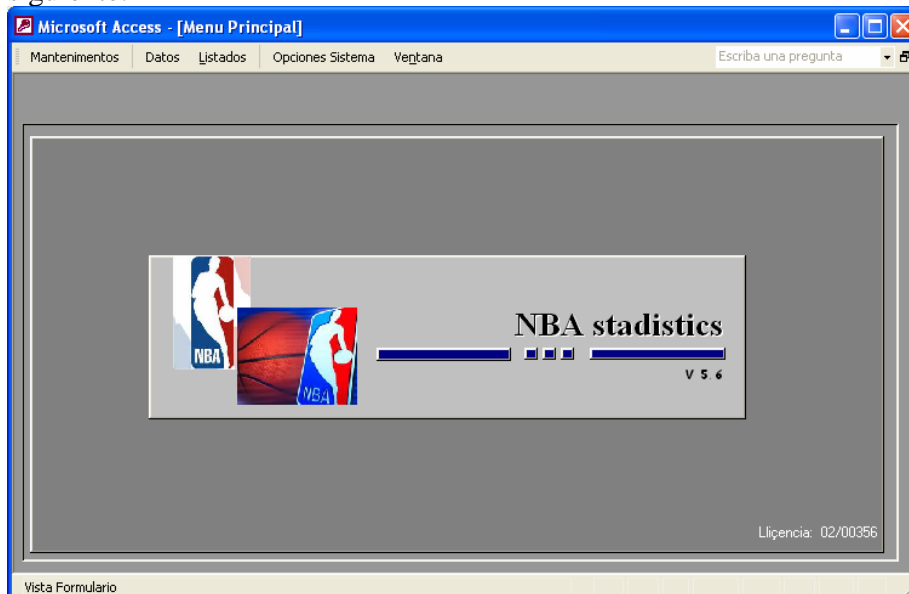 Microsoft Access - [Menu Principal]
Mantenimentos Datos Listados Opciones Sistema Ventana Escriba una pregunta
NBA
NBA
NBA stadistics
V 5.6
Lliçencia: 02/00356
Vista Formulario